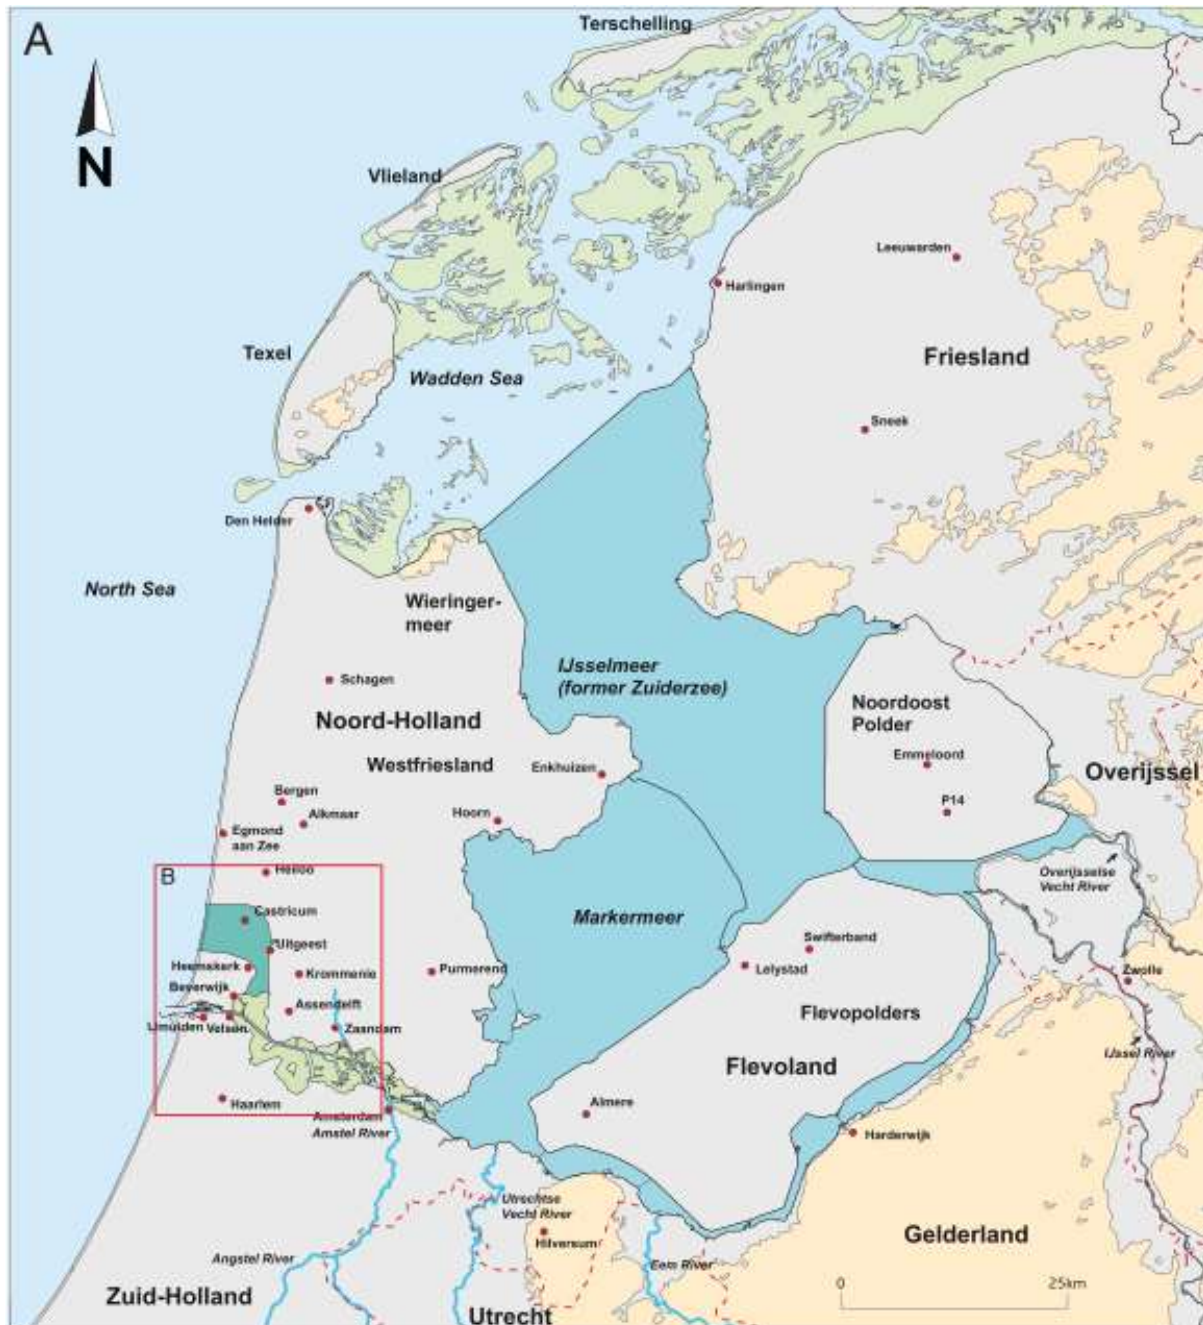 A
N
Terschelling
Vlieland
Leeuwarden
Harlingen
Friesland
Texel
Wadden Sea
Sneek
Den Helder
North Sea
Wieringer-
meer
IJsselmeer
(former Zuiderzee)
Schagen
Noord-Holland
Noordoost
Polder
Westfriesland
Enkhuizen
Emmeloord
Overijssel
Bergen
Alkmaar
Hoorn
P14
Egmond
aan Zee
B
Heiloo
Overijsselse
Vecht River
Castricum
Markermeer
Uitgeest
Swifterband
Heemskerk
Krommenie
Purmerend
Lelystad
Zwolle
Beverwijk
Assendelft
Flevopolders
IJmuiden
Velsen
Zaandam
IJssel River
Flevoland
Haarlem
Almere
Amsterdam
Amstel River
Harderwijk
Utrechtse
Vecht River
Hilversum
Gelderland
Angstel River
Eem River
Zuid-Holland
0
25km
Utrecht